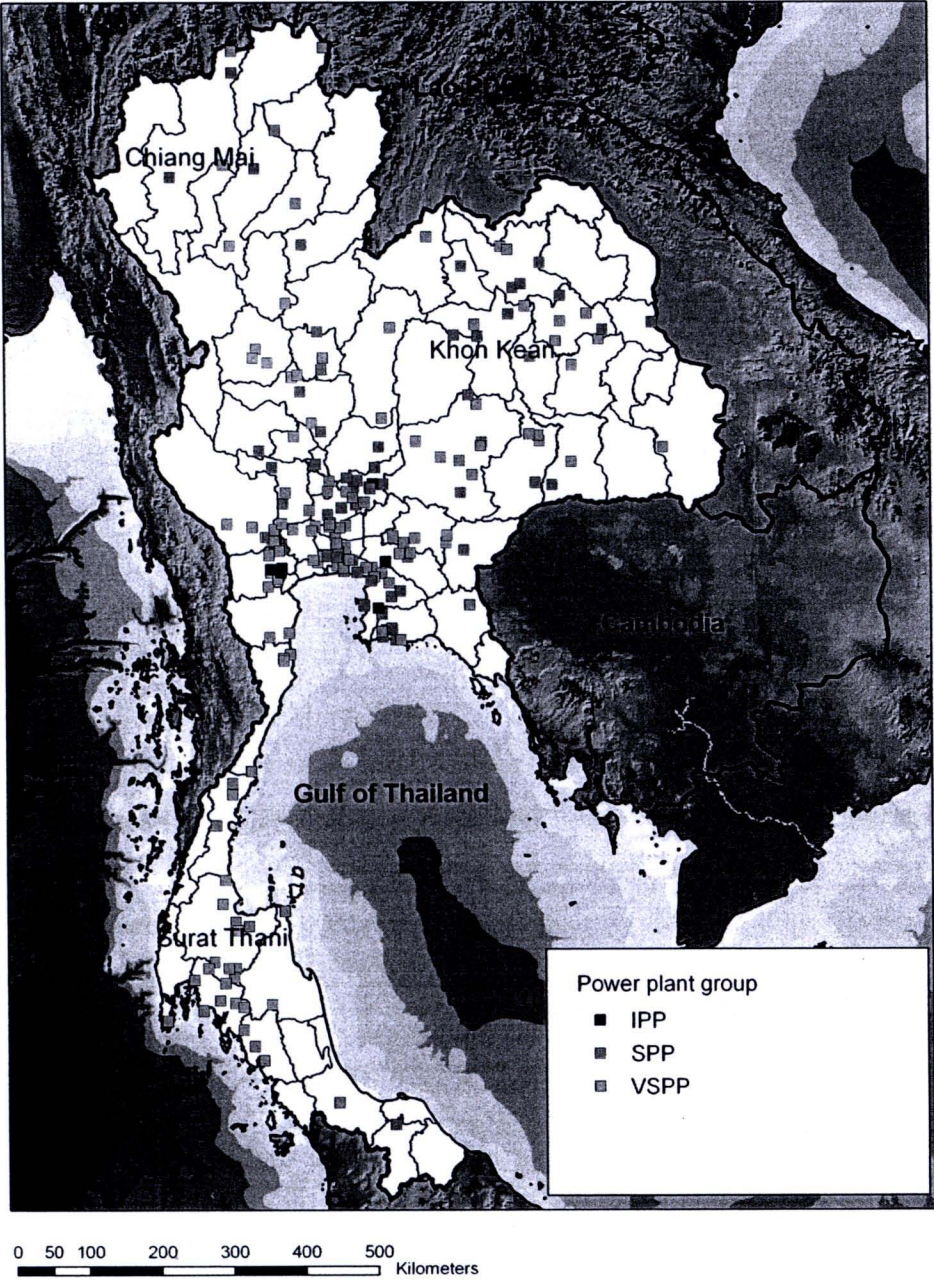 Chiang Mai
Khon Kean
Cambodia
Gulf of Thailand
Surat Thani
Power plant group
IPP
SPP
VSPP
0 50 100 200 300 400 500
Kilometers